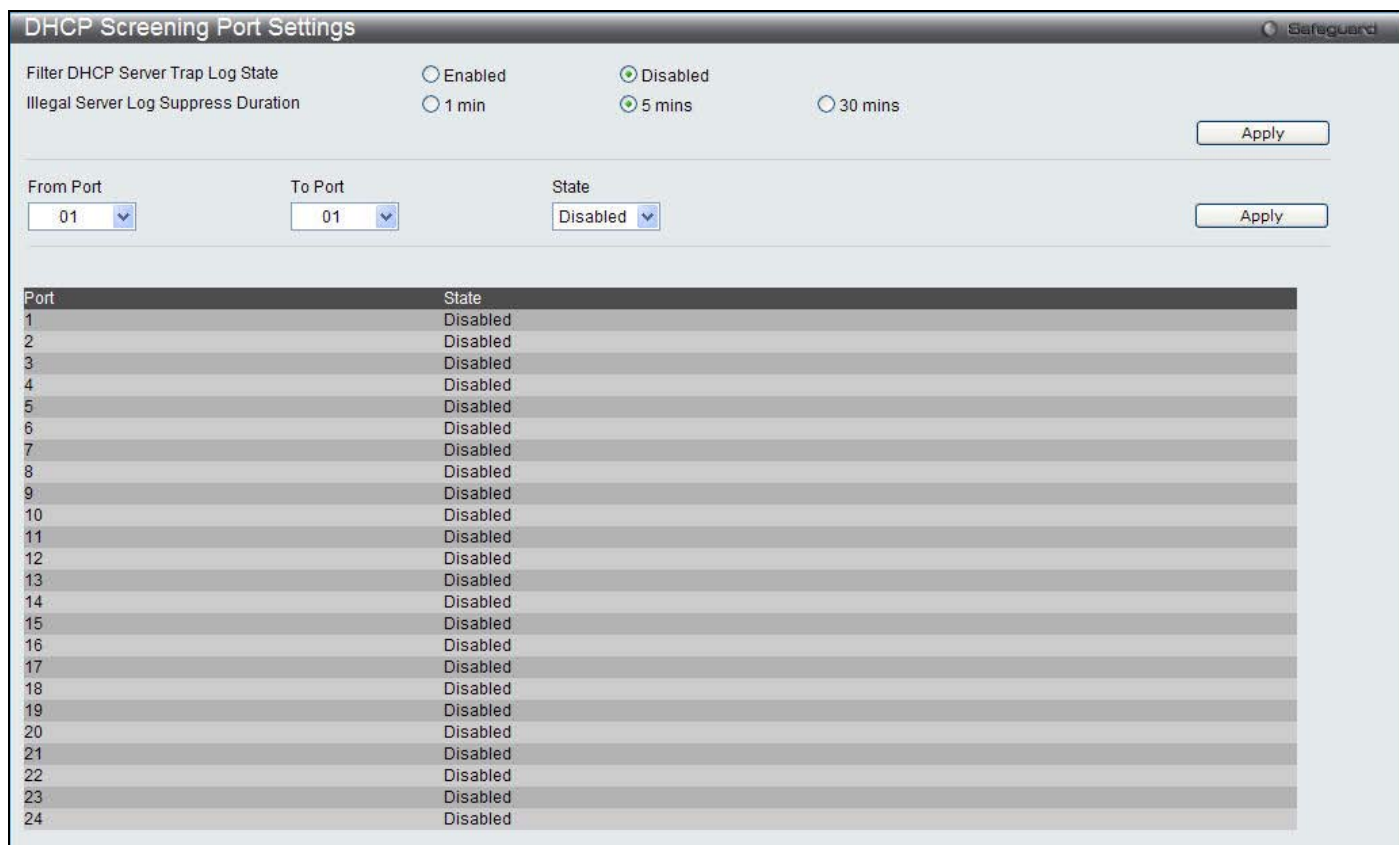 DHCP Screening Port Settings
Safeguard
Filter DHCP Server Trap Log State Enabled Disabled
Illegal Server Log Suppress Duration 1 min 5 mins 30 mins
Apply
From Port To Port State
01 01 Disabled Apply
Port State
1 Disabled
2 Disabled
3 Disabled
4 Disabled
5 Disabled
6 Disabled
7 Disabled
8 Disabled
9 Disabled
10 Disabled
11 Disabled
12 Disabled
13 Disabled
14 Disabled
15 Disabled
16 Disabled
17 Disabled
18 Disabled
19 Disabled
20 Disabled
21 Disabled
22 Disabled
23 Disabled
24 Disabled